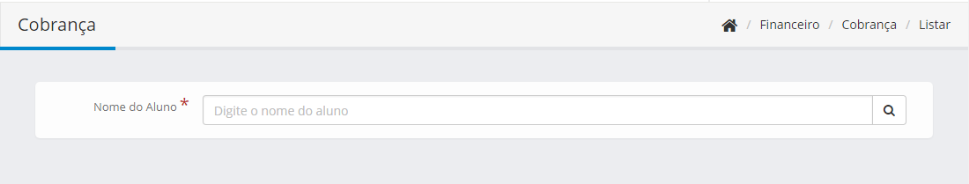 Cobrança
/ Financeiro / Cobrança / Listar
Nome do Aluno *
Digite o nome do aluno